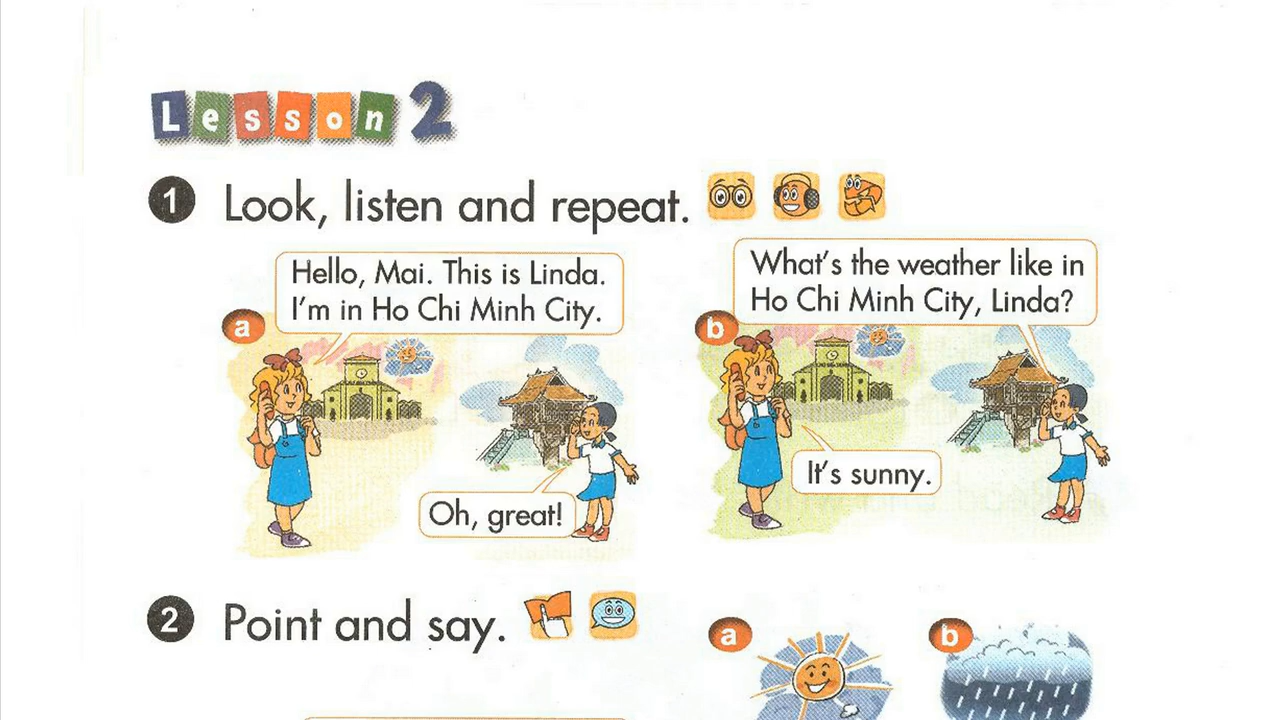 Lesson 2
1 Look, listen and repeat.
a
Hello, Mai. This is Linda.
I'm in Ho Chi Minh City.
Oh, great!
b
What's the weather like in
Ho Chi Minh City, Linda?
It's sunny.
2 Point and say.
a
b